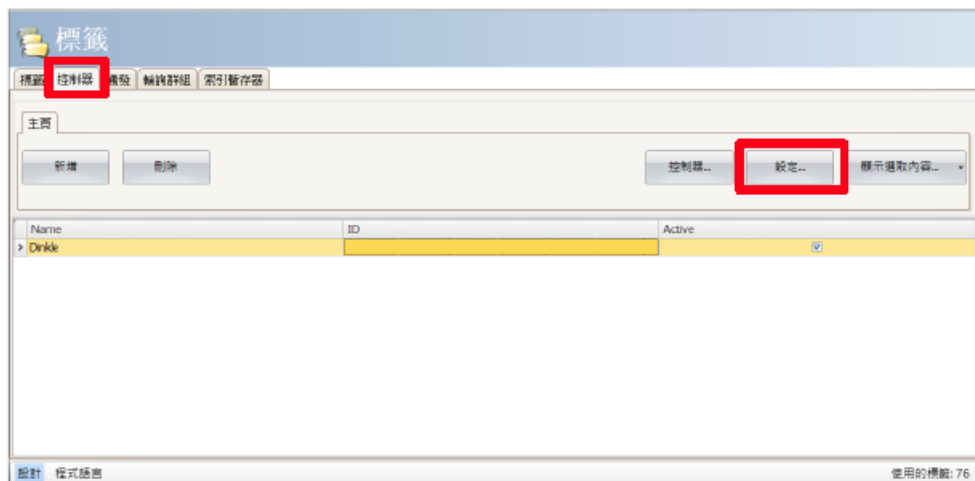 標籤
標籤 控制器 觸發 輪詢群組 索引暫存器
主頁
新增 刪除 控制器... 設定... 顯示選取內容...
Name ID Active
Dinkle
設計 程式語言 使用的標籤: 76